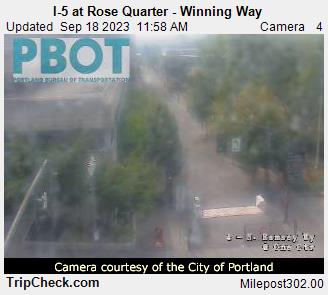 I-5 at Rose Quarter - Winning Way
Updated Sep 18 2023 11:58 AM Camera 4
PBOT
PORTLAND BUREAU OF TRANSPORTATION
Camera courtesy of the City of Portland
TripCheck.com Milepost302.00